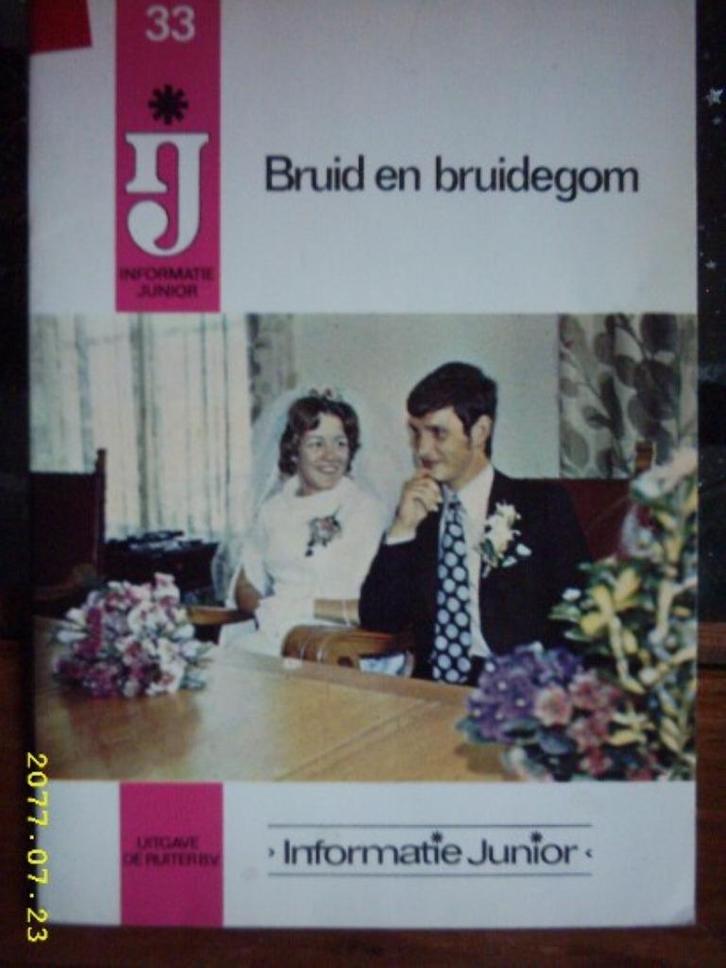 33
IJ
INFORMATIE
JUNIOR
Bruid en bruidegom
UITGAVE
DE RUITER B.V.
› Informatie Junior ‹
2077·07·23